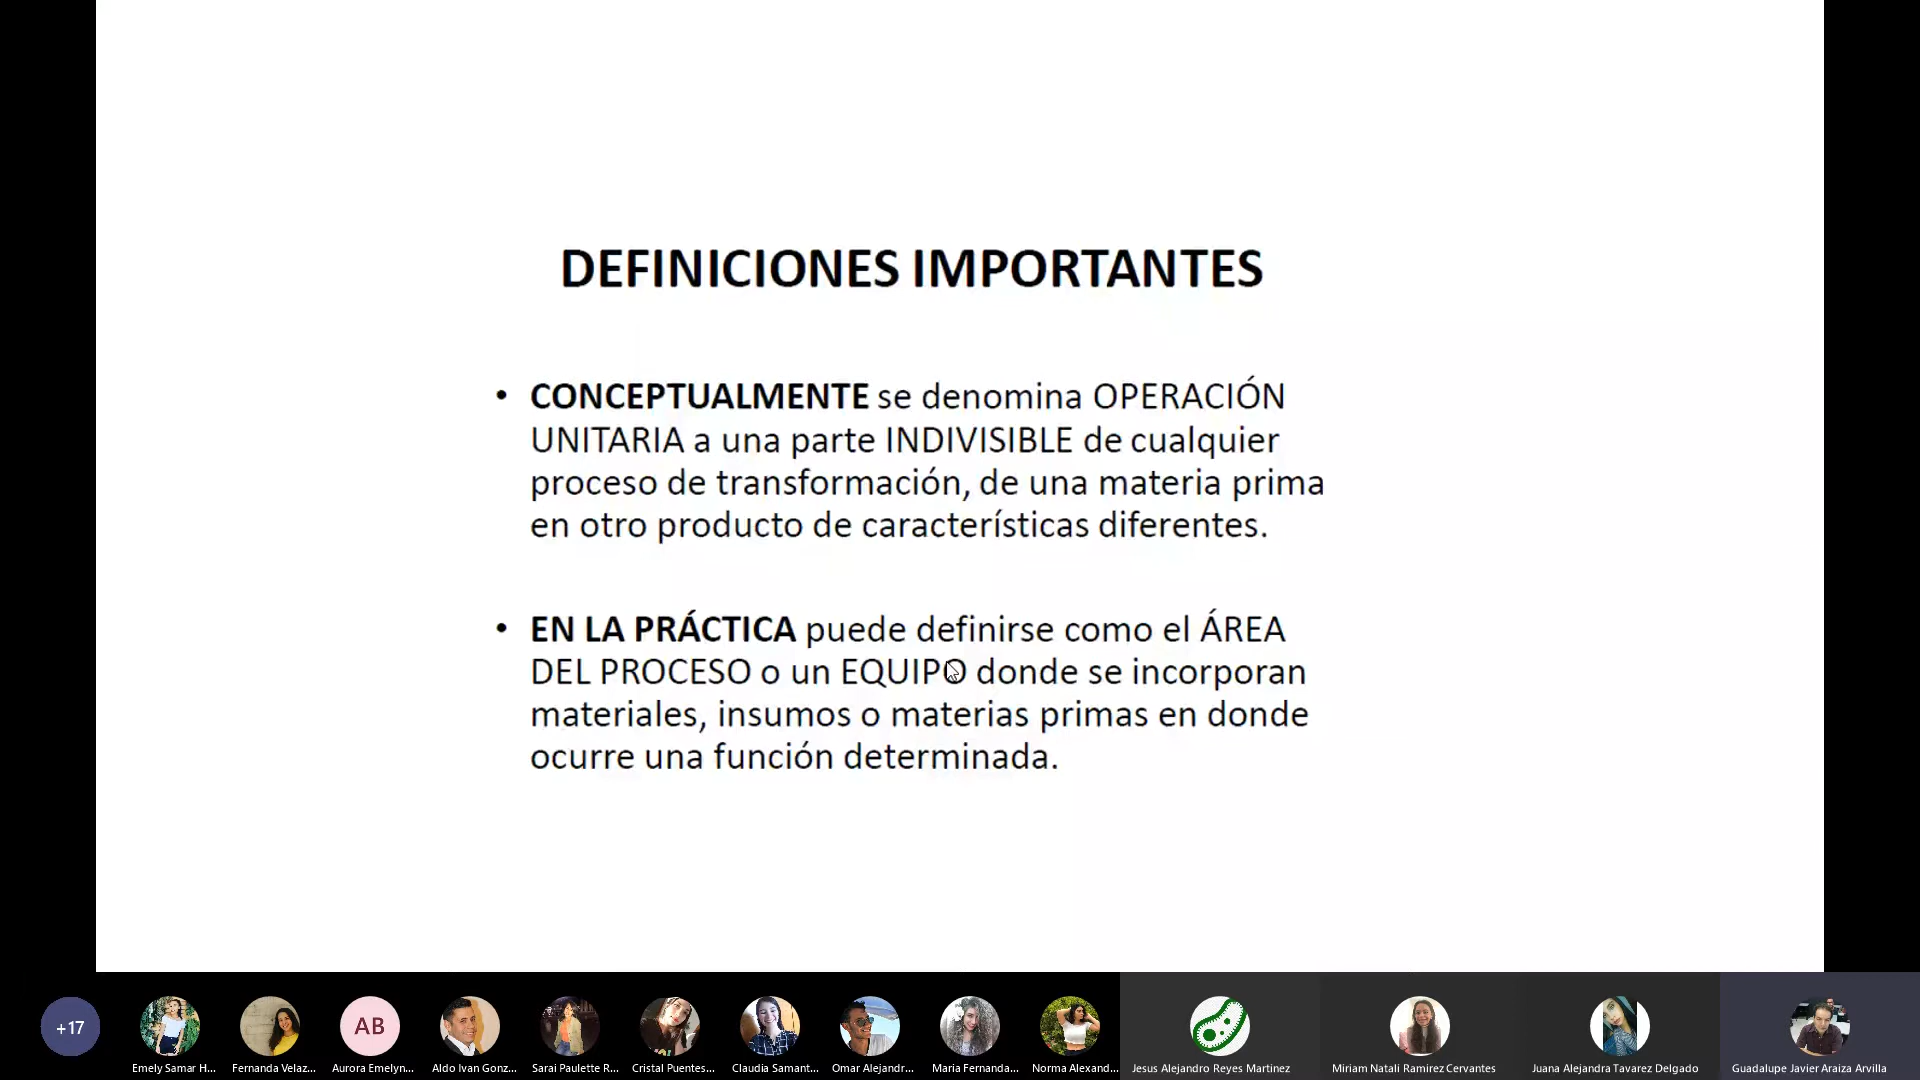 DEFINICIONES IMPORTANTES
• CONCEPTUALMENTE se denomina OPERACIÓN
UNITARIA a una parte INDIVISIBLE de cualquier
proceso de transformación, de una materia prima
en otro producto de características diferentes.
• EN LA PRÁCTICA puede definirse como el ÁREA
DEL PROCESO o un EQUIPO donde se incorporan
materiales, insumos o materias primas en donde
ocurre una función determinada.
+17
AB
Emely Samar H...
Fernanda Velaz...
Aurora Emelyn...
Aldo Ivan Gonz...
Sarai Paulette R...
Cristal Puentes...
Claudia Samant...
Omar Alejandr...
Maria Fernanda...
Norma Alexand...
Jesus Alejandro Reyes Martinez
Miriam Natali Ramirez Cervantes
Juana Alejandra Tavarez Delgado
Guadalupe Javier Araiza Arvilla